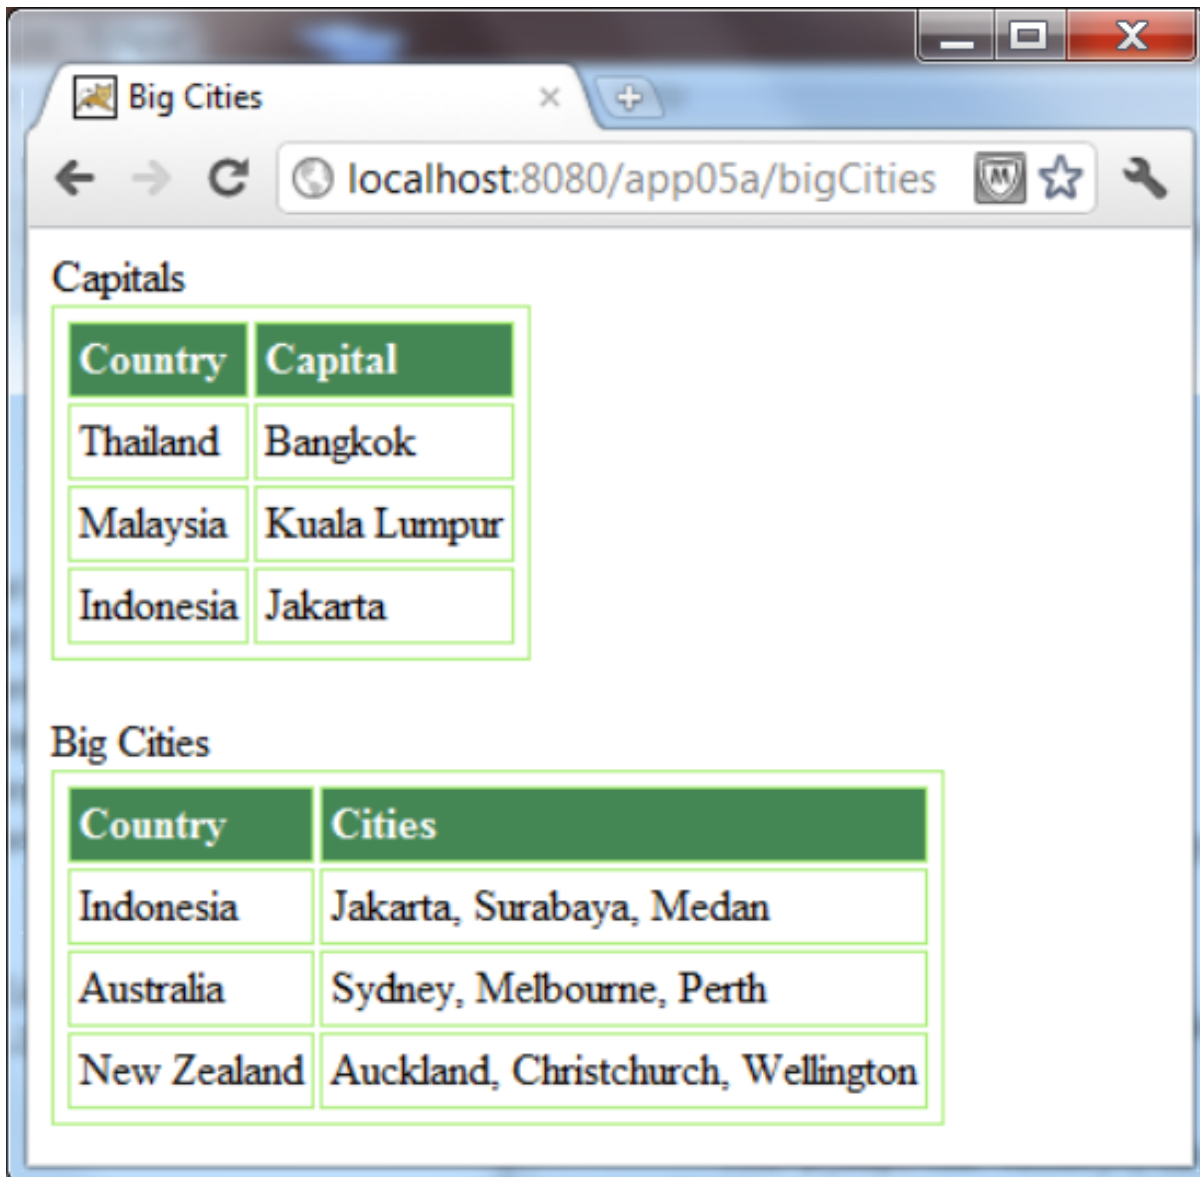 Big Cities
localhost:8080/app05a/bigCities
Capitals
Country Capital
Thailand Bangkok
Malaysia Kuala Lumpur
Indonesia Jakarta
Big Cities
Country Cities
Indonesia Jakarta, Surabaya, Medan
Australia Sydney, Melbourne, Perth
New Zealand Auckland, Christchurch, Wellington